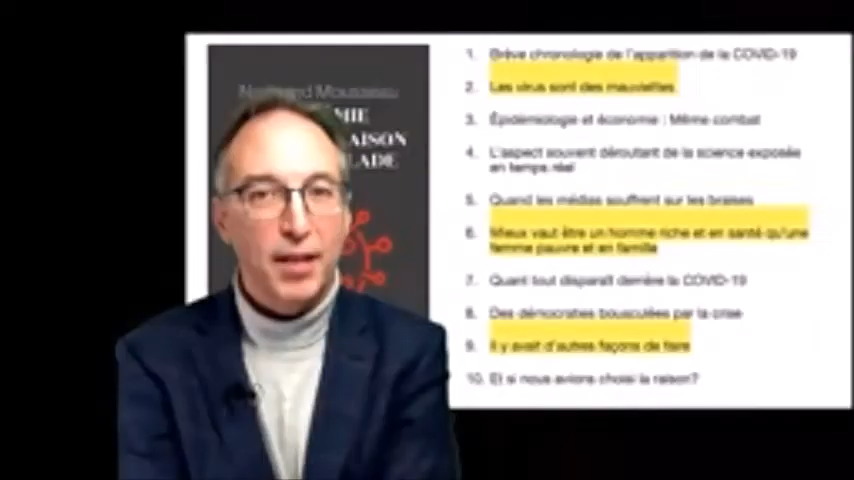 Normand Mousseau
MIE
AISON
LADE
1. Brève chronologie de l'apparition de la COVID-19
2. Les virus sont des mauviettes
3. Épidémiologie et économie : Même combat
4. L'aspect souvent déroutant de la science exposée
en temps réel
5. Quand les médias soufflent sur les braises
6. Mieux vaut être un homme riche et en santé qu'une
femme pauvre et en famille
7. Quant tout disparaît derrière la COVID-19
8. Des démocraties bousculées par la crise
9. Il y avait d'autres façons de faire
10. Et si nous avions choisi la raison?